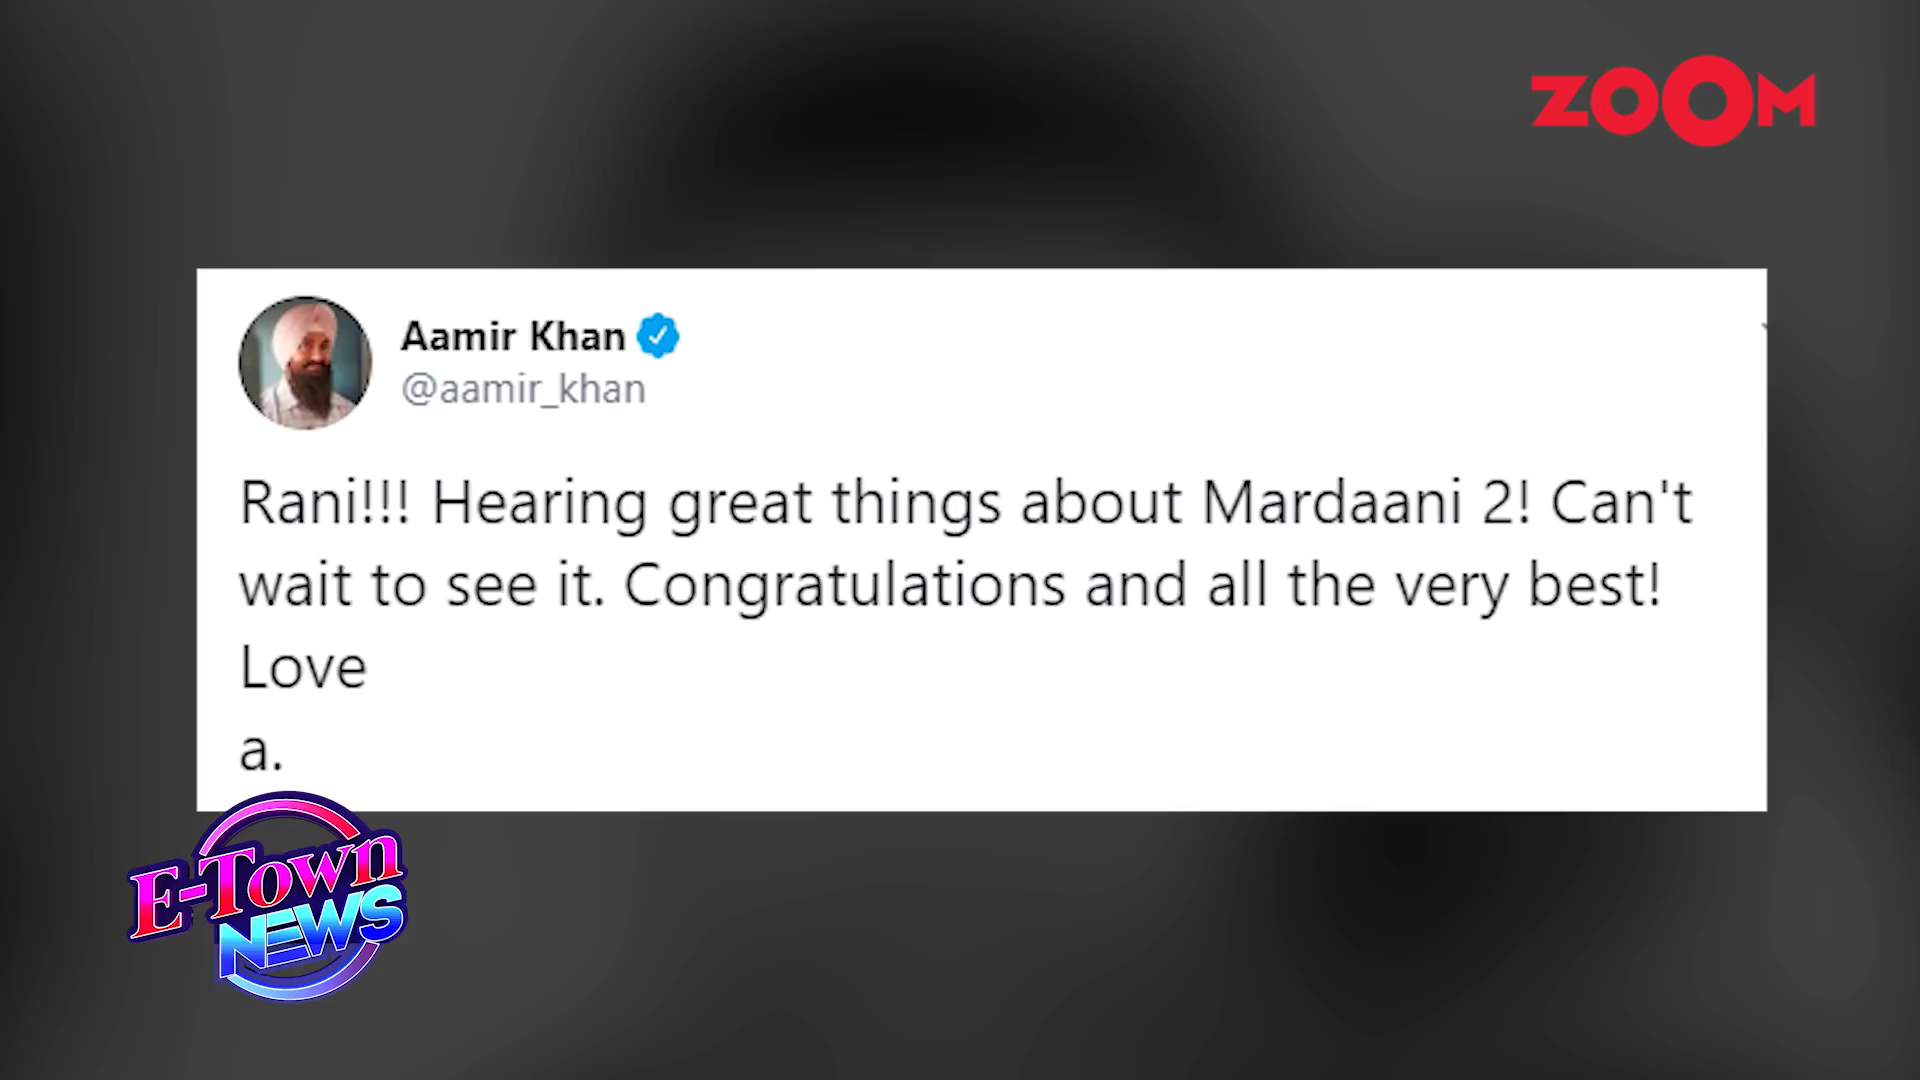 ZOOM
Aamir Khan
@aamir_khan
Rani!!! Hearing great things about Mardaani 2! Can't
wait to see it. Congratulations and all the very best!
Love
a.
E-Town
NEWS